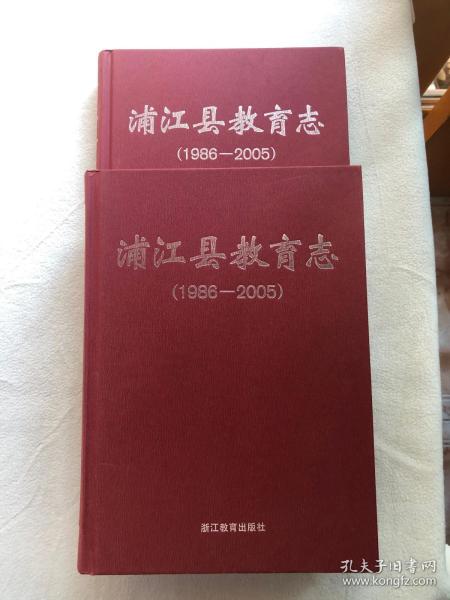 浦江县教育志
(1986—2005)
浦江县教育志
(1986—2005)
浙江教育出版社
孔夫子旧书网
www.kongfz.com